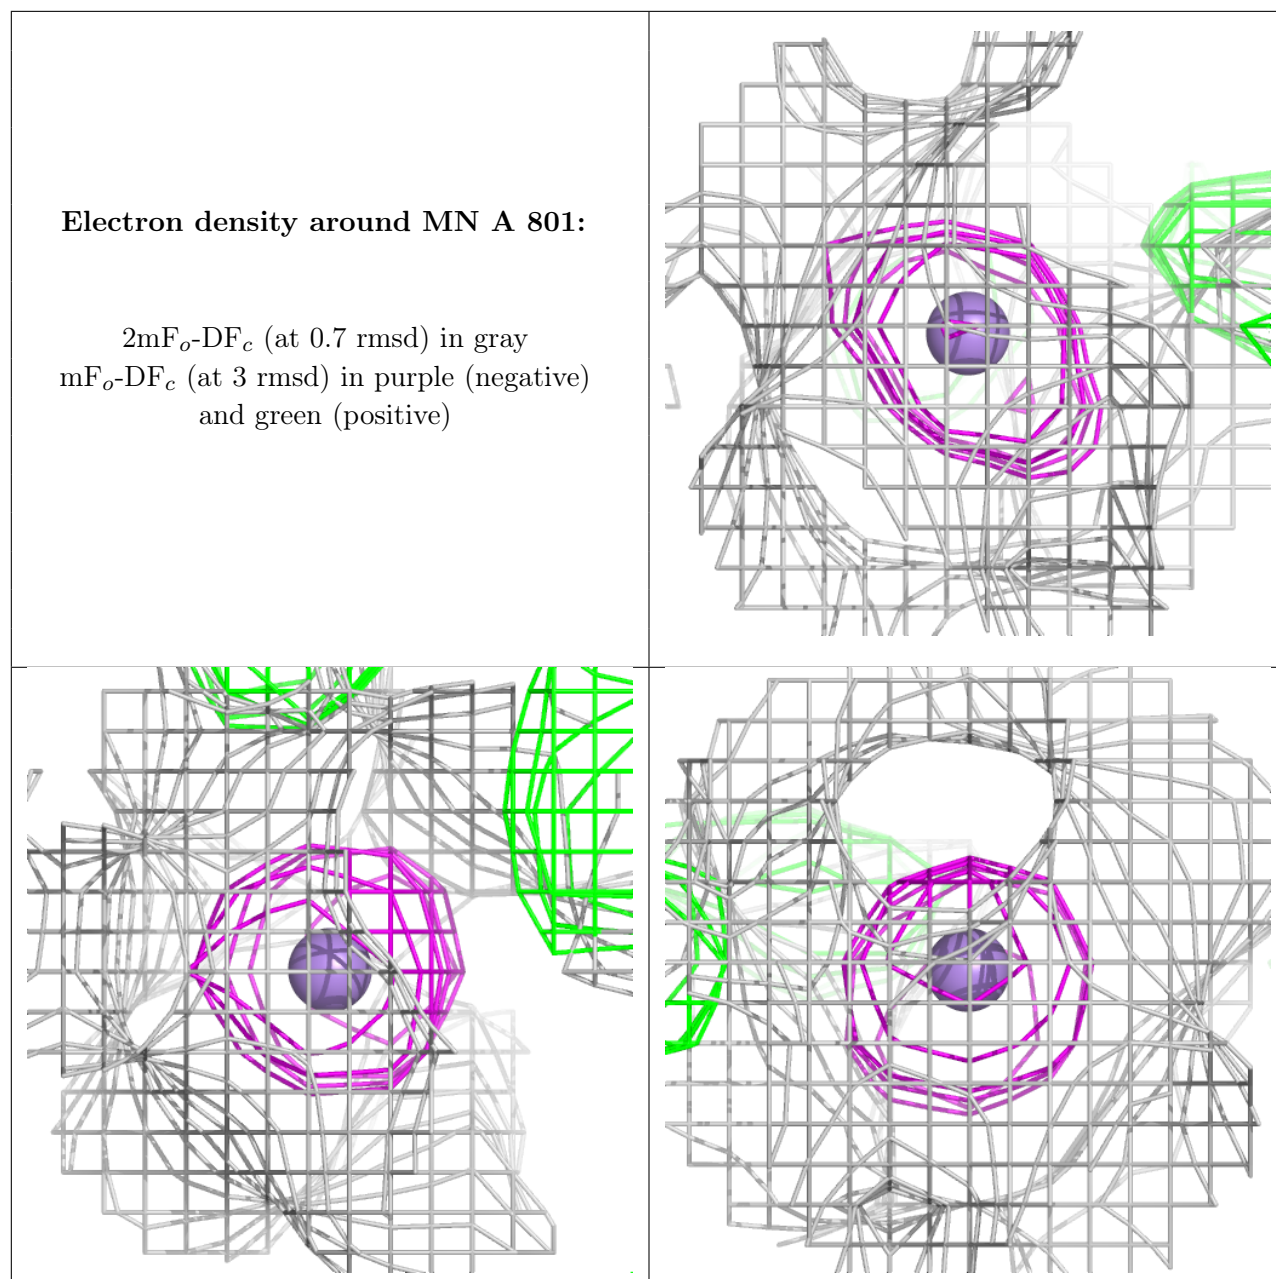 Electron density around MN A 801:
2mFₒ-DF𝒸 (at 0.7 rmsd) in gray
mFₒ-DF𝒸 (at 3 rmsd) in purple (negative)
and green (positive)